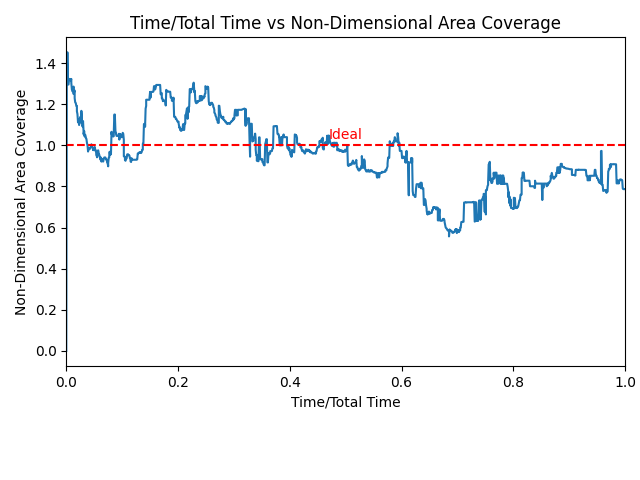 Time/Total Time vs Non-Dimensional Area Coverage
Non-Dimensional Area Coverage
1.4
1.2
1.0
0.8
0.6
0.4
0.2
0.0
Ideal
0.0 0.2 0.4 0.6 0.8 1.0
Time/Total Time